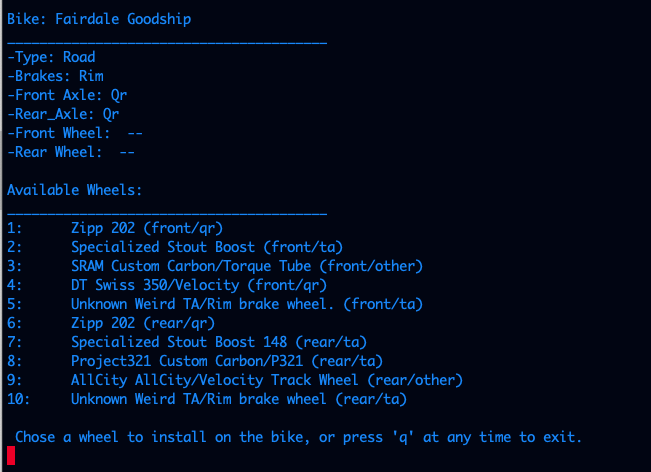 Bike: Fairdale Goodship
________________________________________
-Type: Road
-Brakes: Rim
-Front Axle: Qr
-Rear_Axle: Qr
-Front Wheel:  --
-Rear Wheel:  --
Available Wheels:
________________________________________
1:      Zipp 202 (front/qr)
2:      Specialized Stout Boost (front/ta)
3:      SRAM Custom Carbon/Torque Tube (front/other)
4:      DT Swiss 350/Velocity (front/qr)
5:      Unknown Weird TA/Rim brake wheel. (front/ta)
6:      Zipp 202 (rear/qr)
7:      Specialized Stout Boost 148 (rear/ta)
8:      Project321 Custom Carbon/P321 (rear/ta)
9:      AllCity AllCity/Velocity Track Wheel (rear/other)
10:     Unknown Weird TA/Rim brake wheel (rear/ta)
Chose a wheel to install on the bike, or press 'q' at any time to exit.